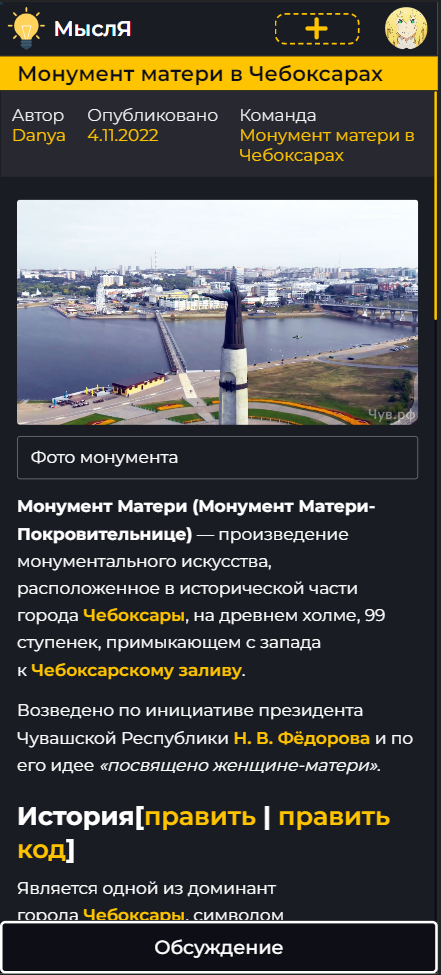 МыслЯ
Монумент матери в Чебоксарах
Автор
Danya
Опубликовано
4.11.2022
Команда
Монумент матери в
Чебоксарах
Чув.рф
Фото монумента
Монумент Матери (Монумент Матери-
Покровительнице) — произведение
монументального искусства,
расположенное в исторической части
города Чебоксары, на древнем холме, 99
ступенек, примыкающем с запада
к Чебоксарскому заливу.
Возведено по инициативе президента
Чувашской Республики Н. В. Фёдорова и по
его идее «посвящено женщине-матери».
История[править | править
код]
Является одной из доминант
города Чебоксары, символом
Обсуждение